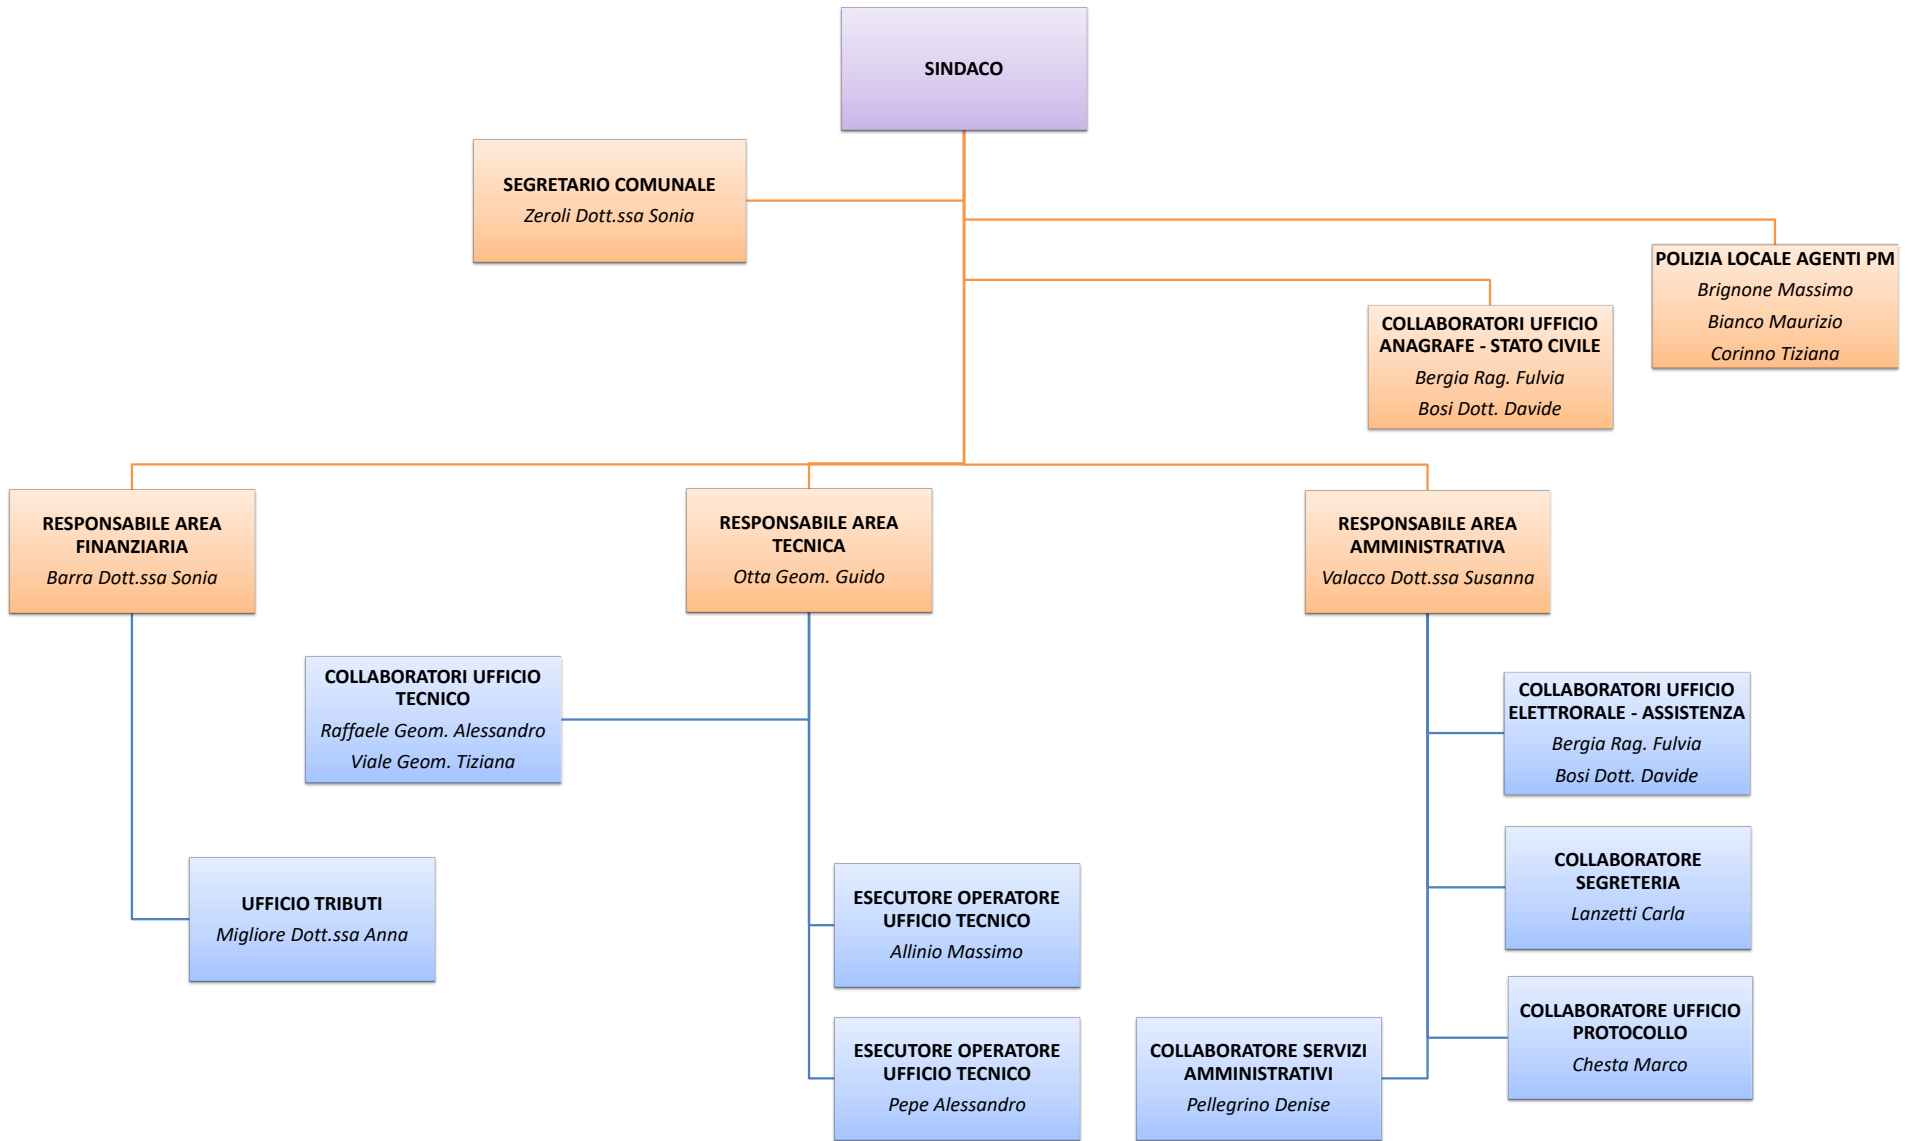 SINDACO
SEGRETARIO COMUNALE
Zeroli Dott.ssa Sonia
POLIZIA LOCALE AGENTI PM
Brignone Massimo
Bianco Maurizio
Corinno Tiziana
COLLABORATORI UFFICIO
ANAGRAFE - STATO CIVILE
Bergia Rag. Fulvia
Bosi Dott. Davide
RESPONSABILE AREA
FINANZIARIA
Barra Dott.ssa Sonia
RESPONSABILE AREA
TECNICA
Otta Geom. Guido
RESPONSABILE AREA
AMMINISTRATIVA
Valacco Dott.ssa Susanna
COLLABORATORI UFFICIO
TECNICO
Raffaele Geom. Alessandro
Viale Geom. Tiziana
COLLABORATORI UFFICIO
ELETTRORALE - ASSISTENZA
Bergia Rag. Fulvia
Bosi Dott. Davide
UFFICIO TRIBUTI
Migliore Dott.ssa Anna
ESECUTORE OPERATORE
UFFICIO TECNICO
Allinio Massimo
COLLABORATORE
SEGRETERIA
Lanzetti Carla
ESECUTORE OPERATORE
UFFICIO TECNICO
Pepe Alessandro
COLLABORATORE SERVIZI
AMMINISTRATIVI
Pellegrino Denise
COLLABORATORE UFFICIO
PROTOCOLLO
Chesta Marco